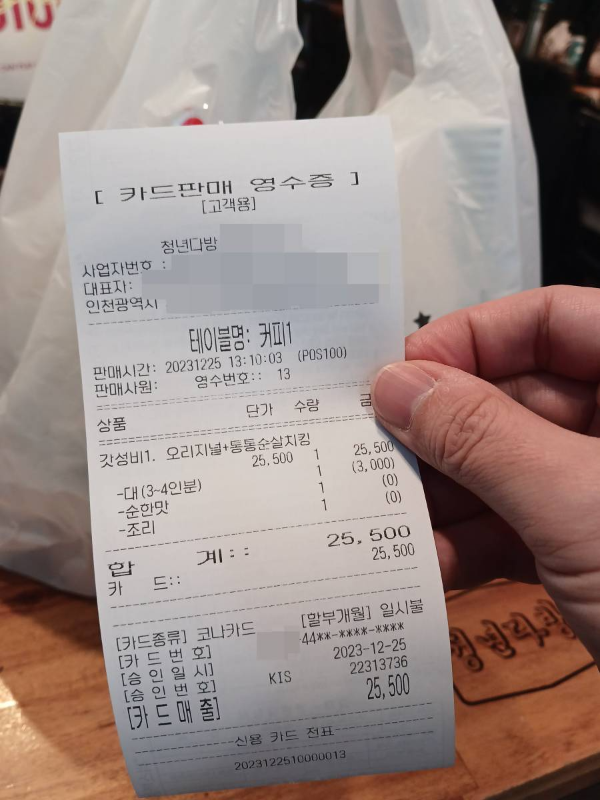 [ 카드판매 영수증 ]
[고객용]
청년다방
사업자번호 :
대표자:
인천광역시
테이블명: 커피1
판매시간: 20231225 13:10:03 (POS100)
판매사원: 영수번호:: 13
상품 단가 수량
갓성비1. 오리지널+통통순살치킹
25,500 1 25,500
-대(3~4인분) 1 (3,000)
-순한맛 1 (0)
-조리 1 (0)
합 계:: 25,500
카 드:: 25,500
[카드종류] 코나카드 [할부개월] 일시불
[카 드 번 호] 44**-****-****
[승 인 일 시] 2023-12-25
[승 인 번 호] KIS 22313736
[카 드 매 출] 25,500
신용 카드 전표
2023122510000013
청년다방